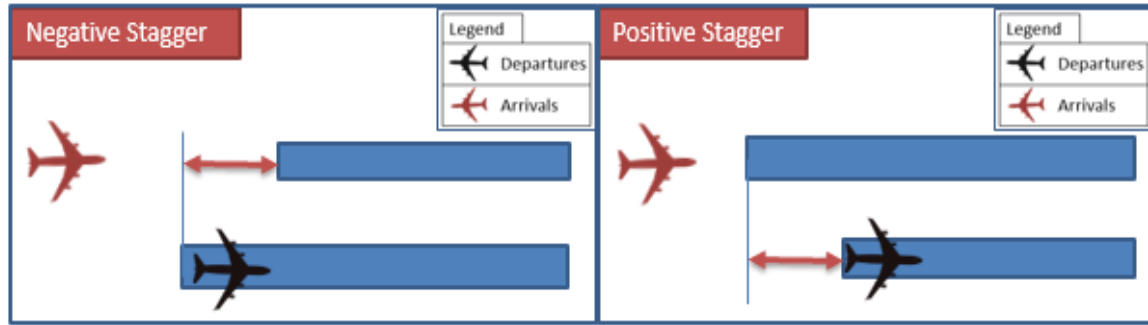 Negative Stagger
Legend
Departures
Arrivals
Positive Stagger
Legend
Departures
Arrivals